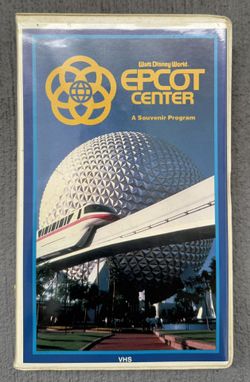 Walt Disney World.
EPCOT
CENTER
A Souvenir Program
VHS